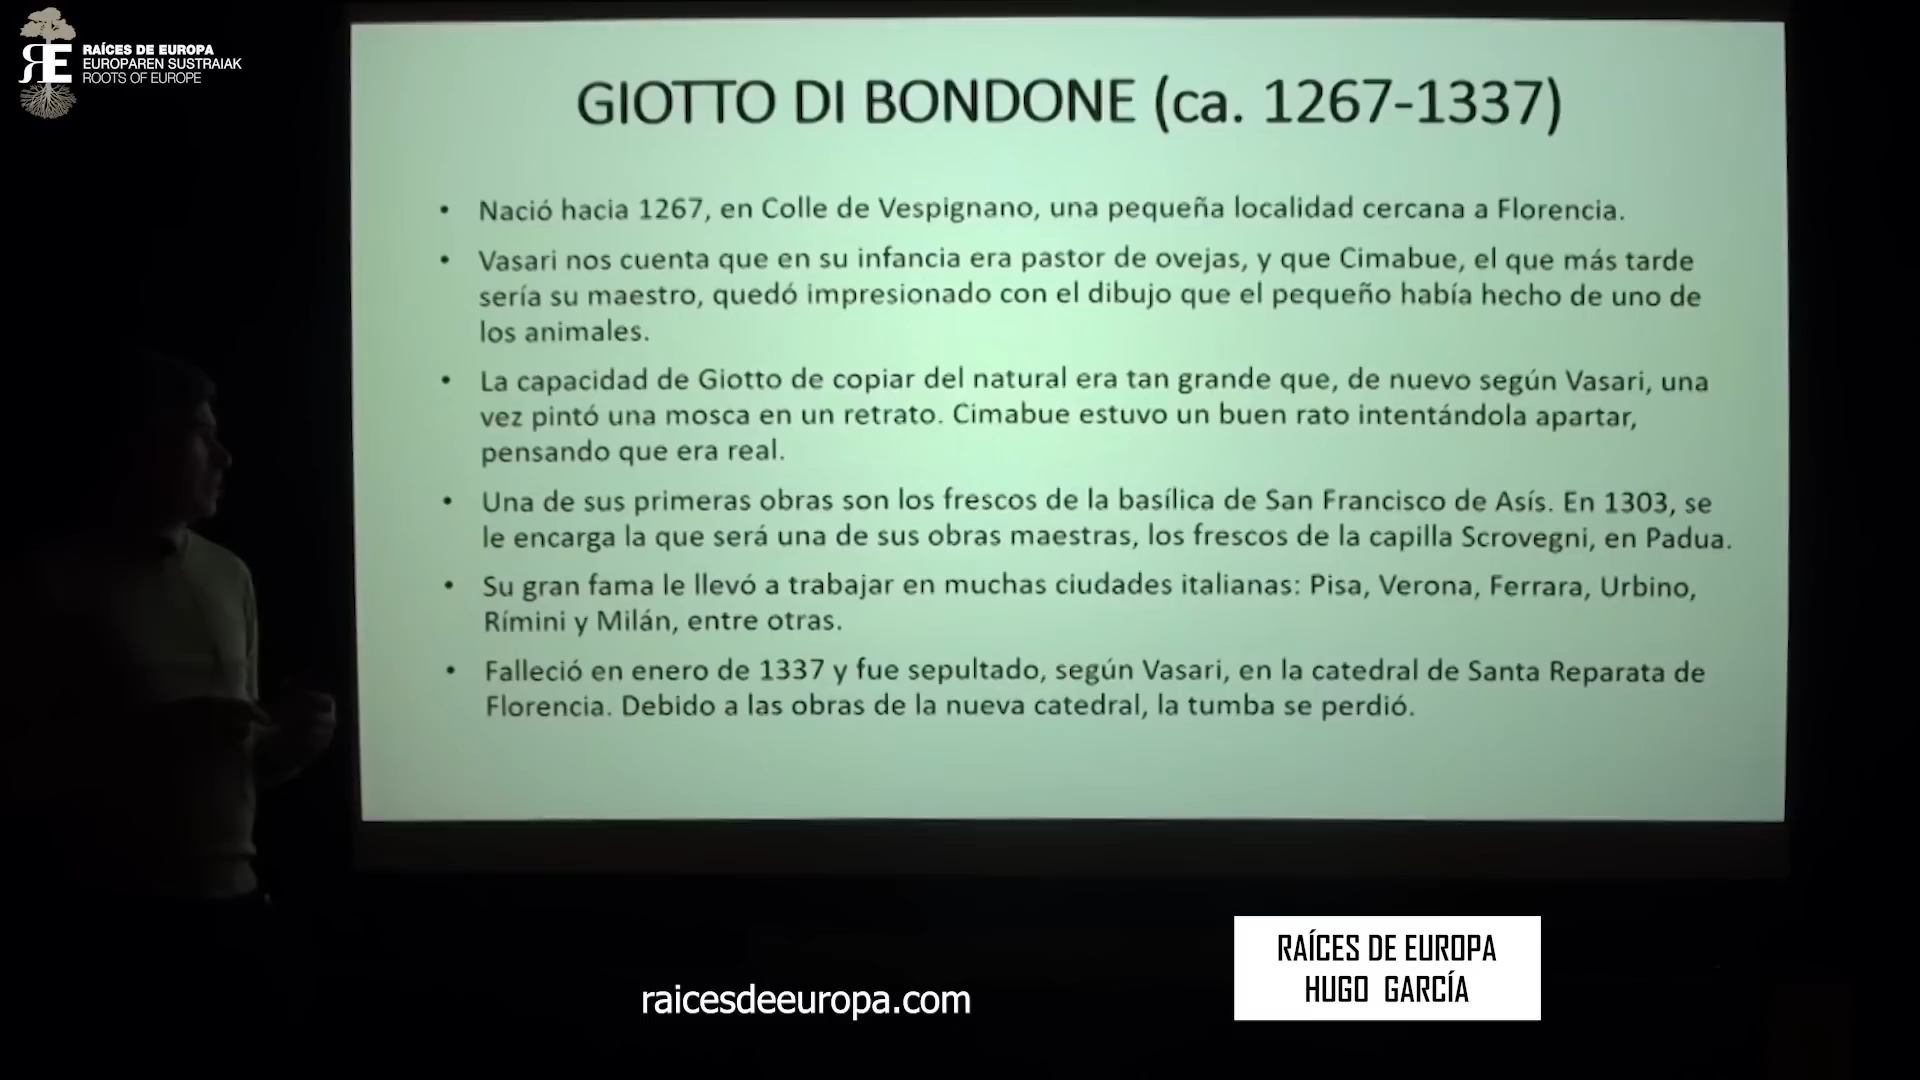 RAÍCES DE EUROPA
EUROPAREN SUSTRAIAK
ROOTS OF EUROPE
GIOTTO DI BONDONE (ca. 1267-1337)
• Nació hacia 1267, en Colle de Vespignano, una pequeña localidad cercana a Florencia.
• Vasari nos cuenta que en su infancia era pastor de ovejas, y que Cimabue, el que más tarde
sería su maestro, quedó impresionado con el dibujo que el pequeño había hecho de uno de
los animales.
• La capacidad de Giotto de copiar del natural era tan grande que, de nuevo según Vasari, una
vez pintó una mosca en un retrato. Cimabue estuvo un buen rato intentándola apartar,
pensando que era real.
• Una de sus primeras obras son los frescos de la basílica de San Francisco de Asís. En 1303, se
le encarga la que será una de sus obras maestras, los frescos de la capilla Scrovegni, en Padua.
• Su gran fama le llevó a trabajar en muchas ciudades italianas: Pisa, Verona, Ferrara, Urbino,
Rímini y Milán, entre otras.
• Falleció en enero de 1337 y fue sepultado, según Vasari, en la catedral de Santa Reparata de
Florencia. Debido a las obras de la nueva catedral, la tumba se perdió.
RAÍCES DE EUROPA
HUGO GARCÍA
raicesdeeuropa.com